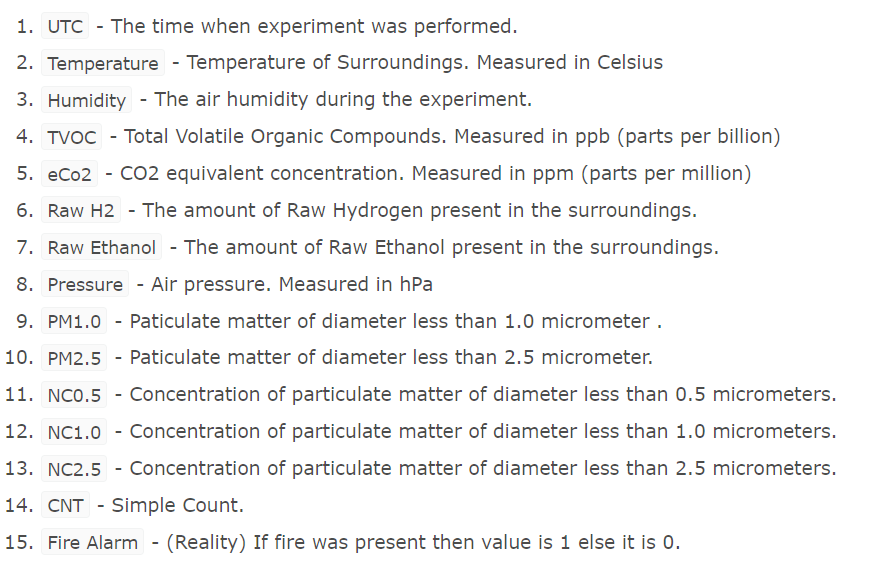 1. UTC - The time when experiment was performed.
2. Temperature - Temperature of Surroundings. Measured in Celsius
3. Humidity - The air humidity during the experiment.
4. TVOC - Total Volatile Organic Compounds. Measured in ppb (parts per billion)
5. eCo2 - CO2 equivalent concentration. Measured in ppm (parts per million)
6. Raw H2 - The amount of Raw Hydrogen present in the surroundings.
7. Raw Ethanol - The amount of Raw Ethanol present in the surroundings.
8. Pressure - Air pressure. Measured in hPa
9. PM1.0 - Paticulate matter of diameter less than 1.0 micrometer .
10. PM2.5 - Paticulate matter of diameter less than 2.5 micrometer.
11. NC0.5 - Concentration of particulate matter of diameter less than 0.5 micrometers.
12. NC1.0 - Concentration of particulate matter of diameter less than 1.0 micrometers.
13. NC2.5 - Concentration of particulate matter of diameter less than 2.5 micrometers.
14. CNT - Simple Count.
15. Fire Alarm - (Reality) If fire was present then value is 1 else it is 0.